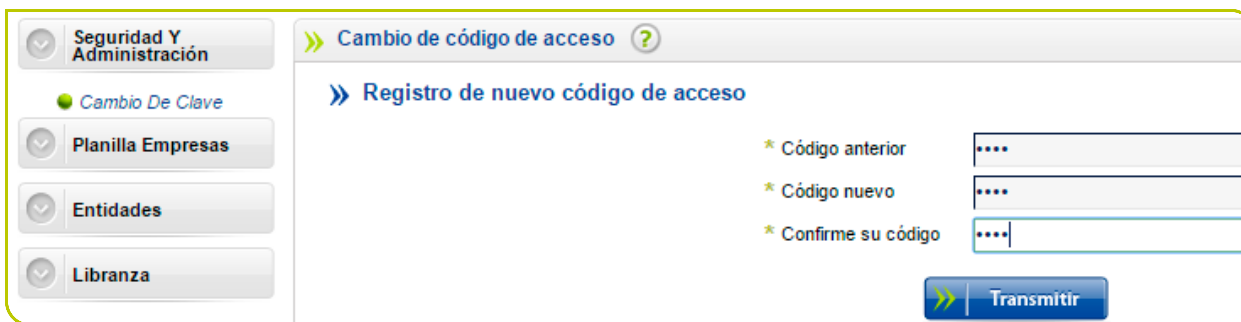 Seguridad Y
Administración
Cambio De Clave
Planilla Empresas
Entidades
Libranza
Cambio de código de acceso ?
Registro de nuevo código de acceso
* Código anterior ••••
* Código nuevo ••••
* Confirme su código ••••
Transmitir